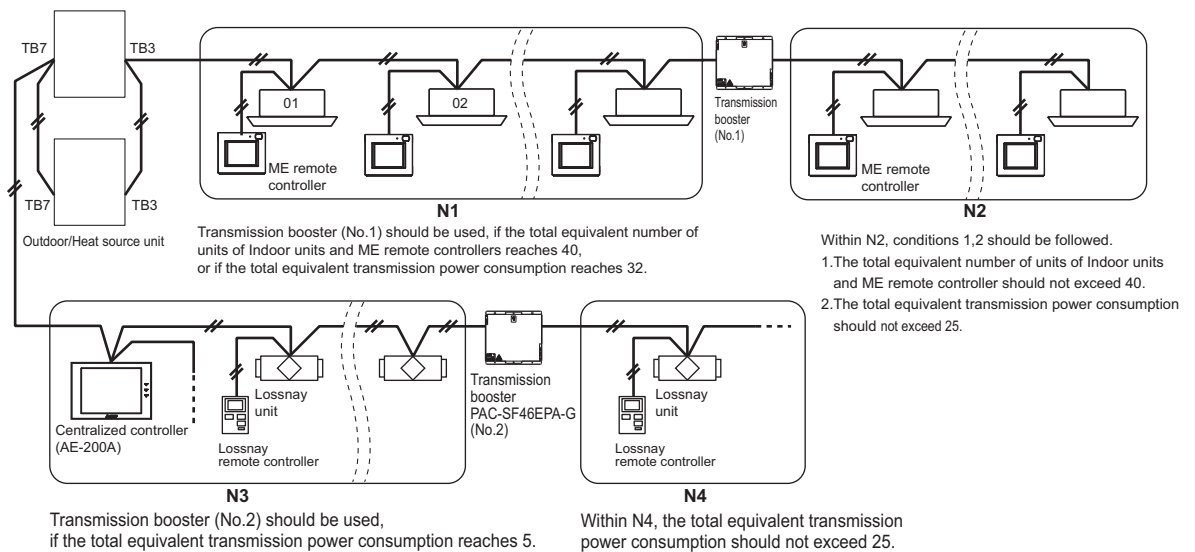 TB7
TB3
TB7
TB3
Outdoor/Heat source unit
01
02
ME remote
controller
N1
Transmission
booster
(No.1)
ME remote
controller
N2
Transmission booster (No.1) should be used, if the total equivalent number of
units of Indoor units and ME remote controllers reaches 40,
or if the total equivalent transmission power consumption reaches 32.
Within N2, conditions 1,2 should be followed.
1.The total equivalent number of units of Indoor units
and ME remote controller should not exceed 40.
2.The total equivalent transmission power consumption
should not exceed 25.
Centralized controller
(AE-200A)
Lossnay
unit
Lossnay
remote controller
N3
Transmission
booster
PAC-SF46EPA-G
(No.2)
Lossnay
unit
Lossnay
remote controller
N4
Transmission booster (No.2) should be used,
if the total equivalent transmission power consumption reaches 5.
Within N4, the total equivalent transmission
power consumption should not exceed 25.